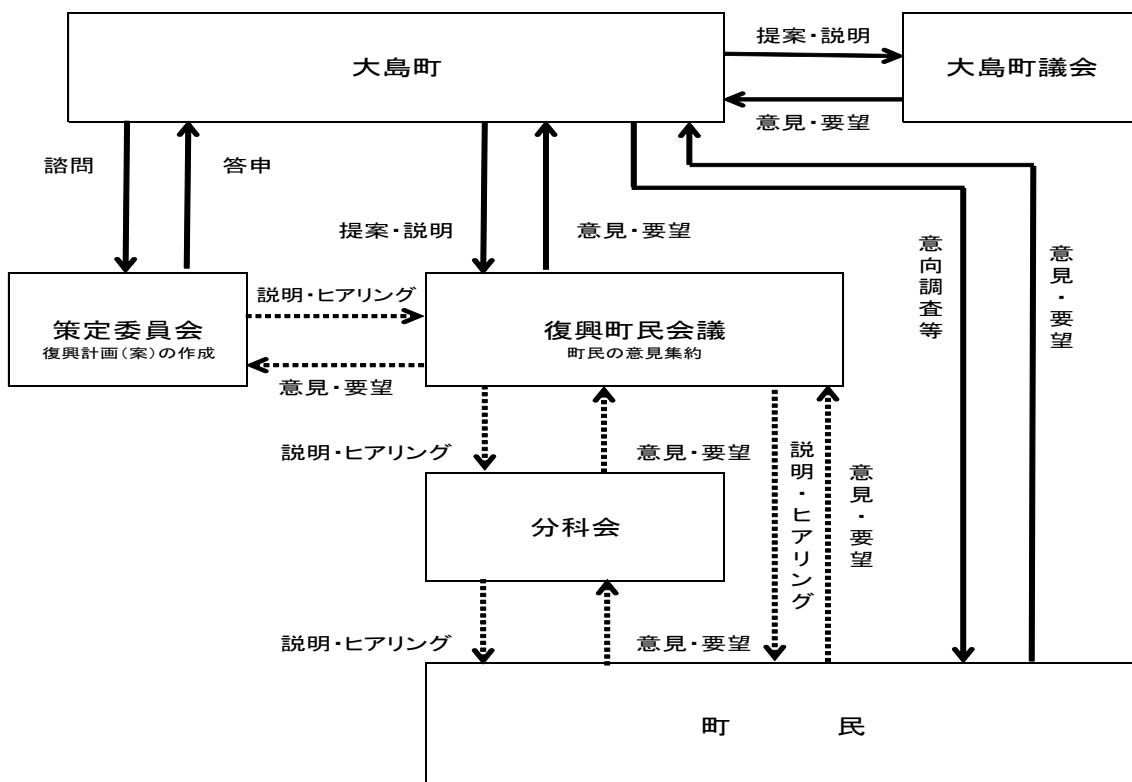 大島町
提案・説明
大島町議会
意見・要望
諮問
答申
提案・説明
意見・要望
意向調査等
意見・要望
説明・ヒアリング
策定委員会
復興計画(案)の作成
復興町民会議
町民の意見集約
意見・要望
説明・ヒアリング
意見・要望
説明・ヒアリング
意見・要望
分科会
説明・ヒアリング
意見・要望
町 民